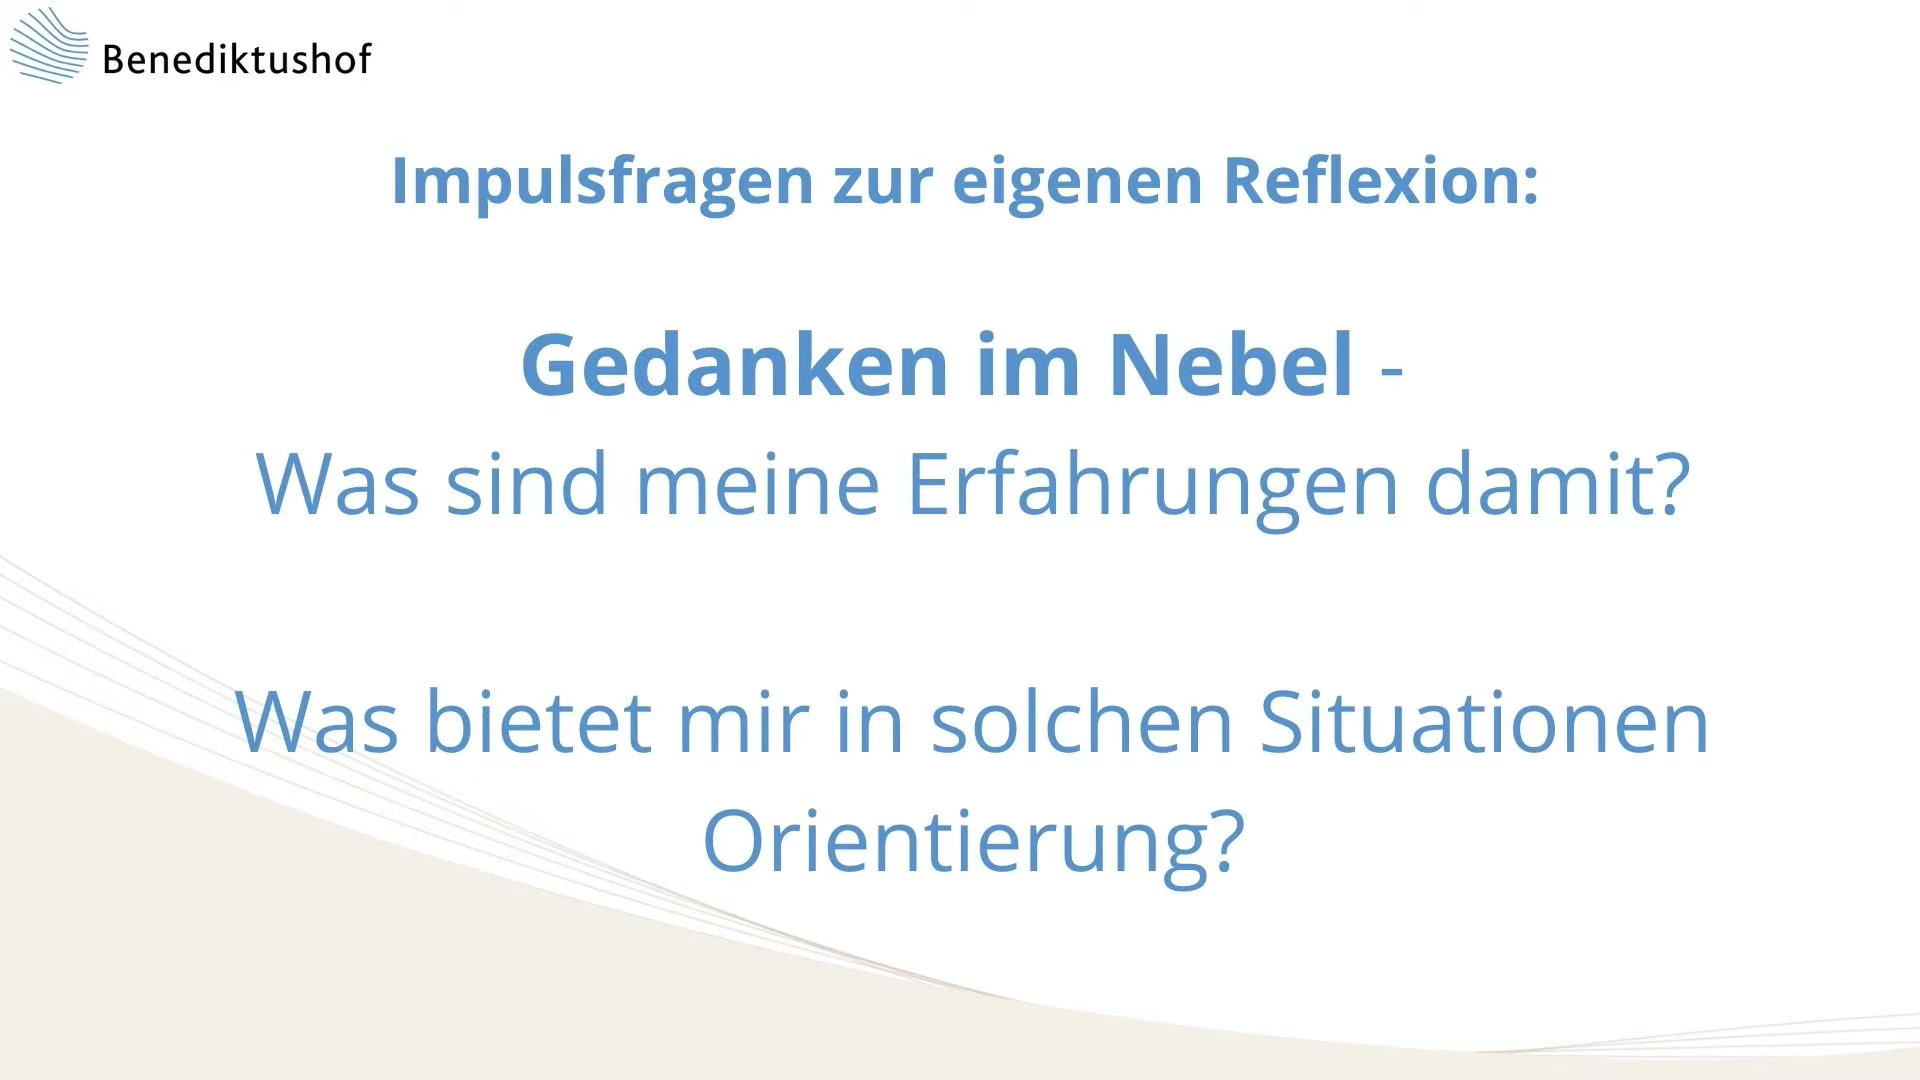 Benediktushof
Impulsfragen zur eigenen Reflexion:
Gedanken im Nebel -
Was sind meine Erfahrungen damit?
Was bietet mir in solchen Situationen
Orientierung?